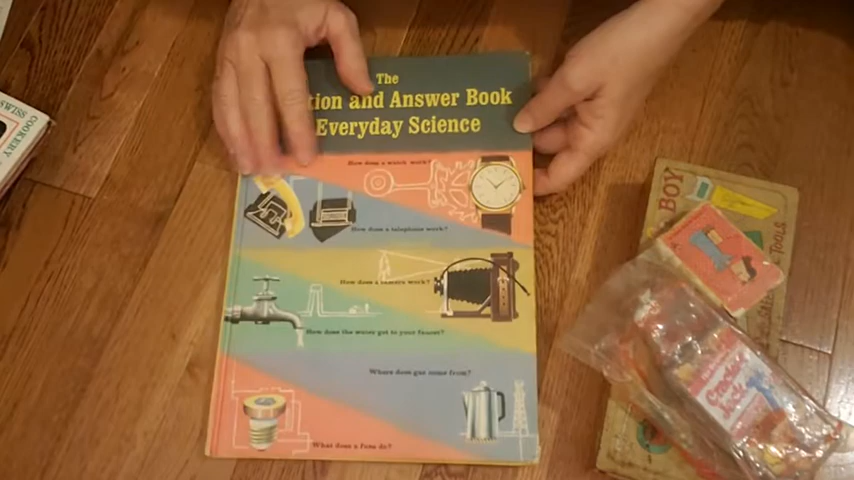 The
tion and Answer Book
Everyday Science
How does a watch work?
How does a telephone work?
How does a camera work?
How does the water get to your faucet?
Where does gas come from?
What does a fuse do?
SWISS
COOKERY
BOY
TOOLS
Cracker
Jack